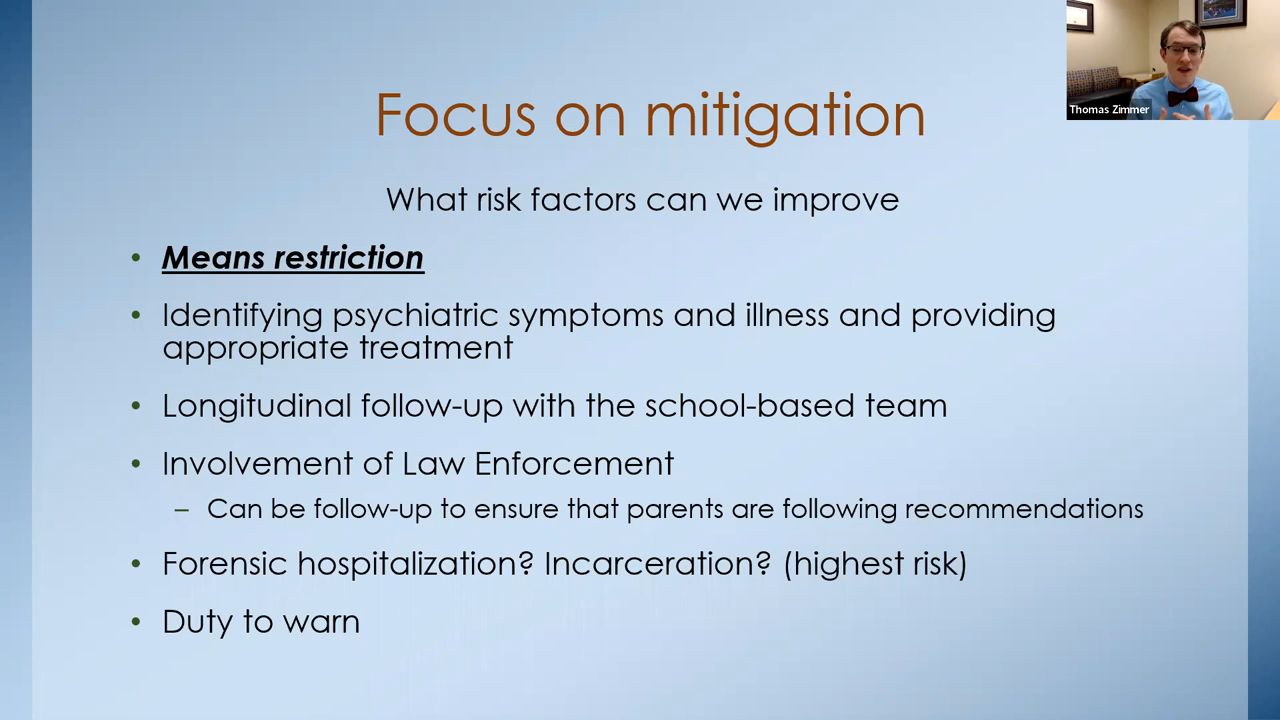 Thomas Zimmer
Focus on mitigation
What risk factors can we improve
• Means restriction
• Identifying psychiatric symptoms and illness and providing
appropriate treatment
• Longitudinal follow-up with the school-based team
• Involvement of Law Enforcement
– Can be follow-up to ensure that parents are following recommendations
• Forensic hospitalization? Incarceration? (highest risk)
• Duty to warn